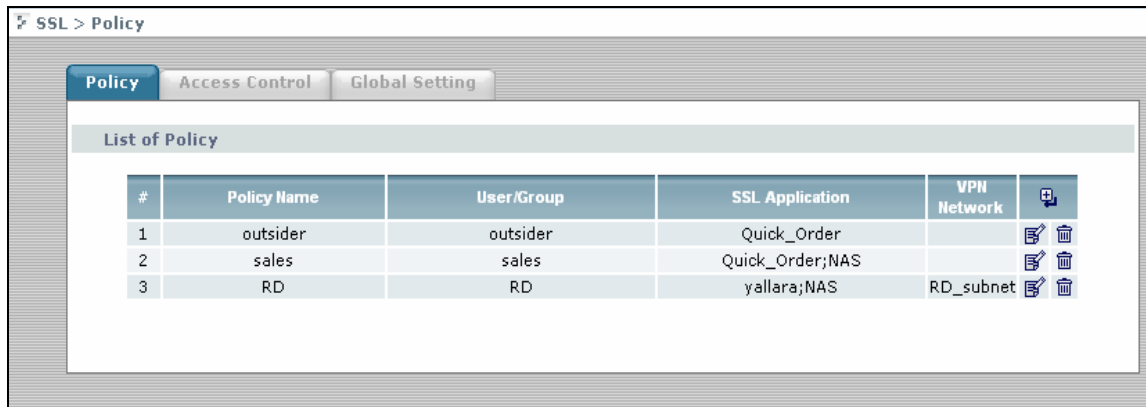 SSL > Policy
Policy Access Control Global Setting
List of Policy
# Policy Name User/Group SSL Application VPN Network
1 outsider outsider Quick_Order
2 sales sales Quick_Order;NAS
3 RD RD yallara;NAS RD_subnet